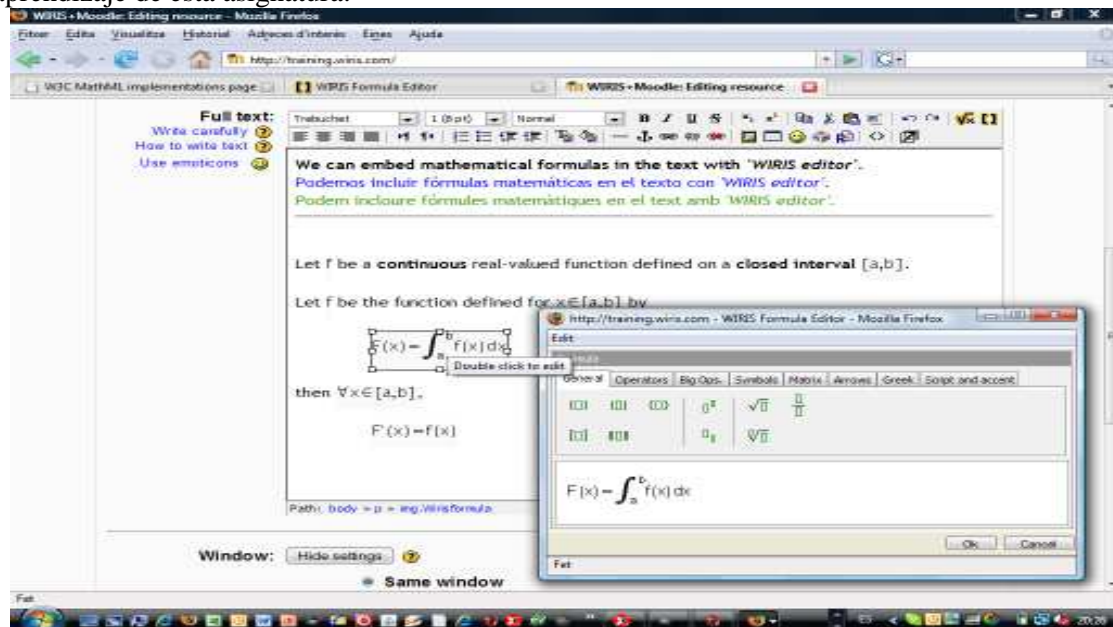 aprendizaje de esta asignatura.
WIRIS+Moodle: Editing resource - Mozilla Firefox
Fitxer Edita Visualitza Historial Adreces d'interès Eines Ajuda
http://training.wiris.com/
W3C MathML implementations page WIRIS Formula Editor WIRIS+Moodle: Editing resource
Full text:
Write carefully
How to write text
Use emoticons
Trebuchet 1 (8 pt) Normal
We can embed mathematical formulas in the text with 'WIRIS editor'.
Podemos incluir fórmulas matemáticas en el texto con 'WIRIS editor'.
Podem incloure fórmules matemàtiques en el text amb 'WIRIS editor'.
Let f be a continuous real-valued function defined on a closed interval [a,b].
Let f be the function defined for x∈[a,b] by
F(x)=∫ₐᵇ f(x)dx
Double click to edit
then ∀x∈[a,b],
F'(x)=f(x)
Path: body » p » img.Wirisformula
http://training.wiris.com - WIRIS Formula Editor - Mozilla Firefox
Edit
General Operators Big Ops. Symbols Matrix Arrows Greek Script and accent
F(x)=∫ₐᵇ f(x)dx
Ok Cancel
Fet
Window: Hide settings
Same window
Fet
ES 20:26